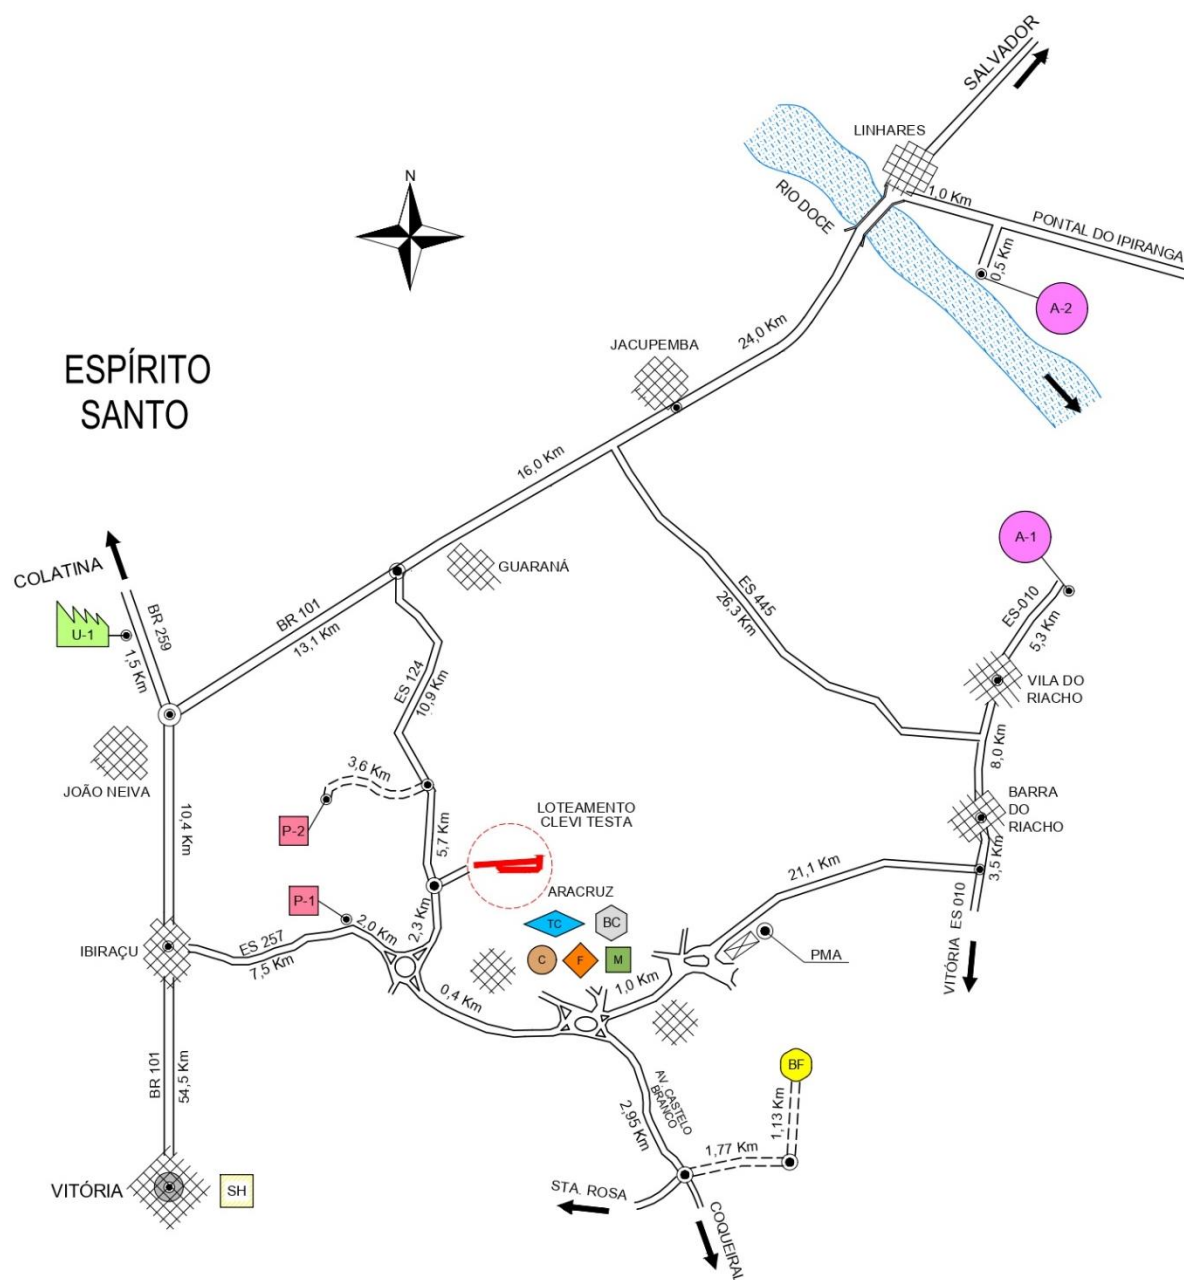 SALVADOR
LINHARES
N
RIO DOCE
1,0 Km
PONTAL DO IPIRANGA
0,5 Km
A-2
24,0 Km
JACUPEMBA
ESPÍRITO
SANTO
16,0 Km
A-1
COLATINA
GUARANÁ
BR 259
U-1
1,5 Km
BR 101
13,1 Km
ES 445
26,3 Km
ES-010
5,3 Km
ES 124
10,9 Km
VILA DO
RIACHO
8,0 Km
3,6 Km
JOÃO NEIVA
10,4 Km
P-2
5,7 Km
LOTEAMENTO
CLEVI TESTA
BARRA
DO
RIACHO
3,5 Km
21,1 Km
ARACRUZ
P-1
2,0 Km
2,3 Km
TC
BC
C
F
M
PMA
VITÓRIA ES 010
IBIRAÇU
ES 257
7,5 Km
0,4 Km
1,0 Km
BR 101
54,5 Km
AV. CASTELO
BRANCO
2,95 Km
BF
1,13 Km
1,77 Km
VITÓRIA
SH
STA. ROSA
COQUEIRAL